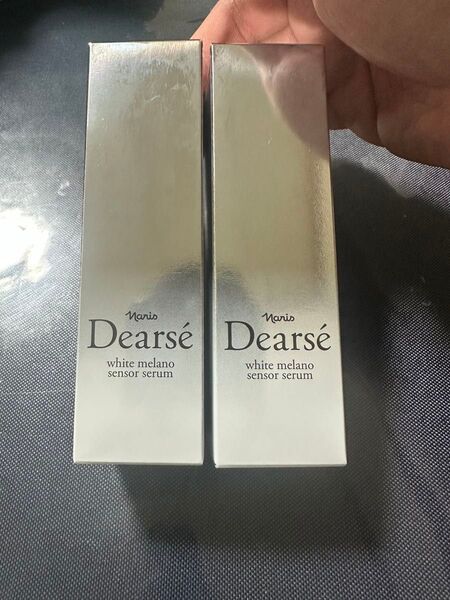 Naris
Dearsé
white melano
sensor serum
Naris
Dearsé
white melano
sensor serum